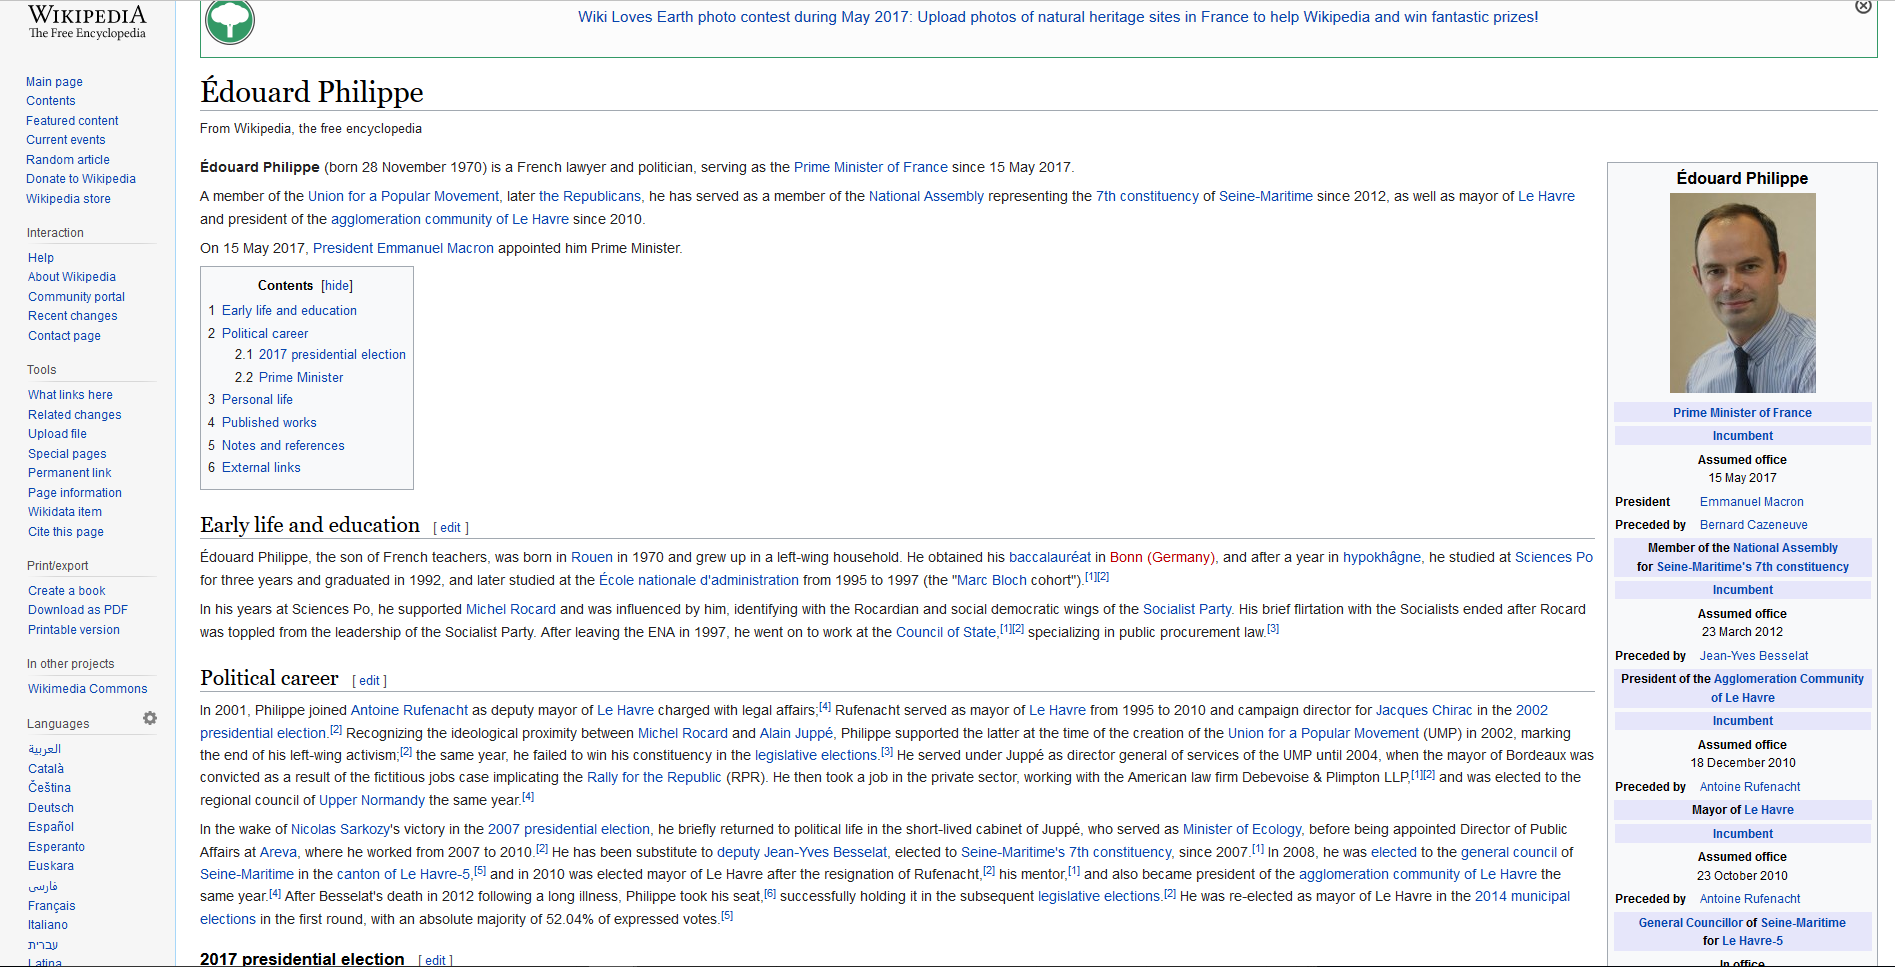 WIKIPEDIA
The Free Encyclopedia
Main page
Contents
Featured content
Current events
Random article
Donate to Wikipedia
Wikipedia store
Interaction
Help
About Wikipedia
Community portal
Recent changes
Contact page
Tools
What links here
Related changes
Upload file
Special pages
Permanent link
Page information
Wikidata item
Cite this page
Print/export
Create a book
Download as PDF
Printable version
In other projects
Wikimedia Commons
Languages
العربية
Català
Čeština
Deutsch
Español
Esperanto
Euskara
فارسی
Français
Italiano
עברית
Latina
Wiki Loves Earth photo contest during May 2017: Upload photos of natural heritage sites in France to help Wikipedia and win fantastic prizes!
Édouard Philippe
From Wikipedia, the free encyclopedia
Édouard Philippe (born 28 November 1970) is a French lawyer and politician, serving as the Prime Minister of France since 15 May 2017.
A member of the Union for a Popular Movement, later the Republicans, he has served as a member of the National Assembly representing the 7th constituency of Seine-Maritime since 2012, as well as mayor of Le Havre
and president of the agglomeration community of Le Havre since 2010.
On 15 May 2017, President Emmanuel Macron appointed him Prime Minister.
Contents [hide]
1 Early life and education
2 Political career
2.1 2017 presidential election
2.2 Prime Minister
3 Personal life
4 Published works
5 Notes and references
6 External links
Early life and education [ edit ]
Édouard Philippe, the son of French teachers, was born in Rouen in 1970 and grew up in a left-wing household. He obtained his baccalauréat in Bonn (Germany), and after a year in hypokhâgne, he studied at Sciences Po
for three years and graduated in 1992, and later studied at the École nationale d'administration from 1995 to 1997 (the "Marc Bloch cohort").[1][2]
In his years at Sciences Po, he supported Michel Rocard and was influenced by him, identifying with the Rocardian and social democratic wings of the Socialist Party. His brief flirtation with the Socialists ended after Rocard
was toppled from the leadership of the Socialist Party. After leaving the ENA in 1997, he went on to work at the Council of State,[1][2] specializing in public procurement law.[3]
Political career [ edit ]
In 2001, Philippe joined Antoine Rufenacht as deputy mayor of Le Havre charged with legal affairs;[4] Rufenacht served as mayor of Le Havre from 1995 to 2010 and campaign director for Jacques Chirac in the 2002
presidential election.[2] Recognizing the ideological proximity between Michel Rocard and Alain Juppé, Philippe supported the latter at the time of the creation of the Union for a Popular Movement (UMP) in 2002, marking
the end of his left-wing activism;[2] the same year, he failed to win his constituency in the legislative elections.[3] He served under Juppé as director general of services of the UMP until 2004, when the mayor of Bordeaux was
convicted as a result of the fictitious jobs case implicating the Rally for the Republic (RPR). He then took a job in the private sector, working with the American law firm Debevoise & Plimpton LLP,[1][2] and was elected to the
regional council of Upper Normandy the same year.[4]
In the wake of Nicolas Sarkozy's victory in the 2007 presidential election, he briefly returned to political life in the short-lived cabinet of Juppé, who served as Minister of Ecology, before being appointed Director of Public
Affairs at Areva, where he worked from 2007 to 2010.[2] He has been substitute to deputy Jean-Yves Besselat, elected to Seine-Maritime's 7th constituency, since 2007.[1] In 2008, he was elected to the general council of
Seine-Maritime in the canton of Le Havre-5,[5] and in 2010 was elected mayor of Le Havre after the resignation of Rufenacht,[2] his mentor,[1] and also became president of the agglomeration community of Le Havre the
same year.[4] After Besselat's death in 2012 following a long illness, Philippe took his seat,[6] successfully holding it in the subsequent legislative elections.[2] He was re-elected as mayor of Le Havre in the 2014 municipal
elections in the first round, with an absolute majority of 52.04% of expressed votes.[5]
2017 presidential election [ edit ]
Édouard Philippe
Prime Minister of France
Incumbent
Assumed office
15 May 2017
President Emmanuel Macron
Preceded by Bernard Cazeneuve
Member of the National Assembly
for Seine-Maritime's 7th constituency
Incumbent
Assumed office
23 March 2012
Preceded by Jean-Yves Besselat
President of the Agglomeration Community
of Le Havre
Incumbent
Assumed office
18 December 2010
Preceded by Antoine Rufenacht
Mayor of Le Havre
Incumbent
Assumed office
23 October 2010
Preceded by Antoine Rufenacht
General Councillor of Seine-Maritime
for Le Havre-5
In office